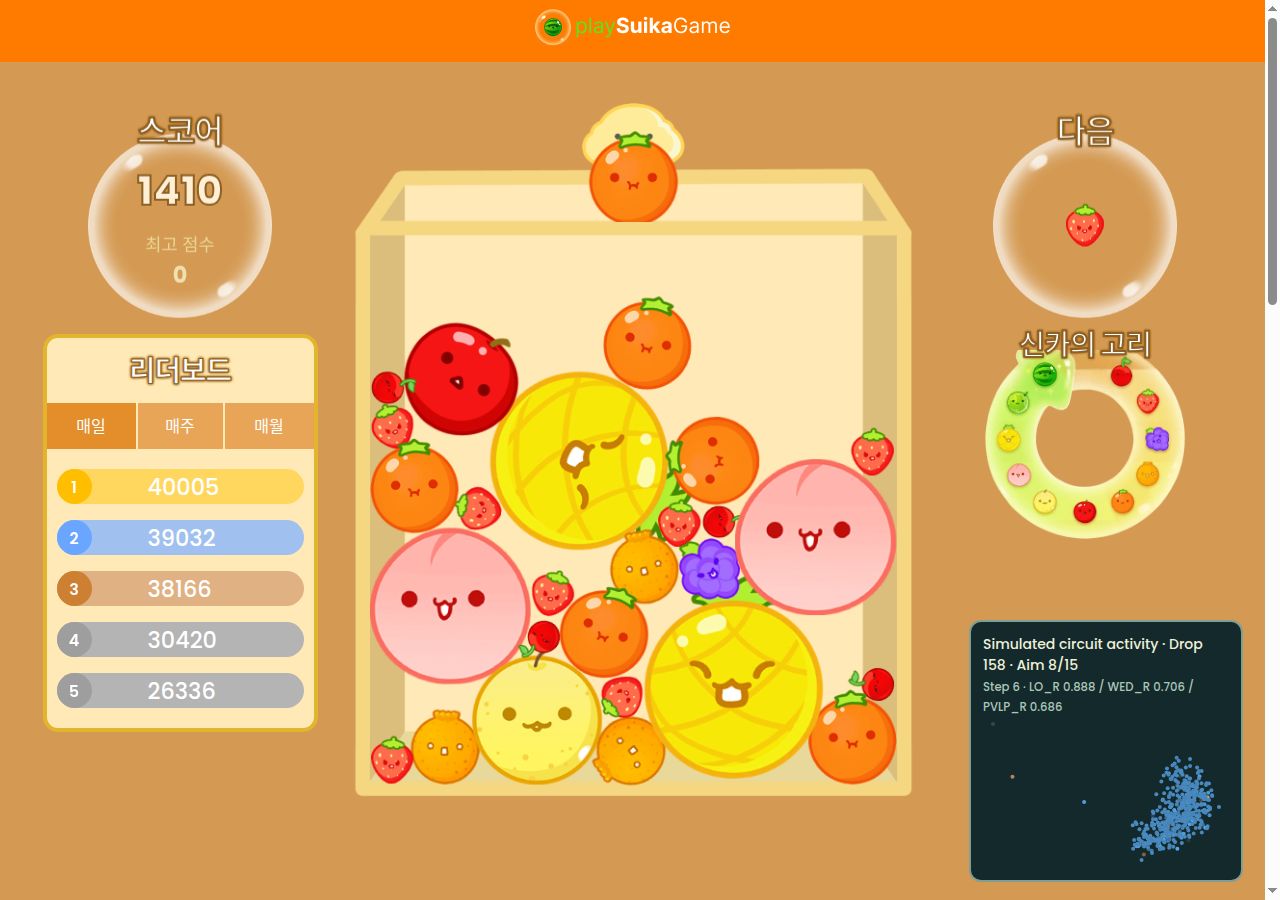 playSuikaGame
스코어
1410
최고 점수
0
다음
리더보드
매일 매주 매월
1 40005
2 39032
3 38166
4 30420
5 26336
신카의 고리
Simulated circuit activity · Drop
158 · Aim 8/15
Step 6 · LO_R 0.888 / WED_R 0.706 /
PVLP_R 0.686